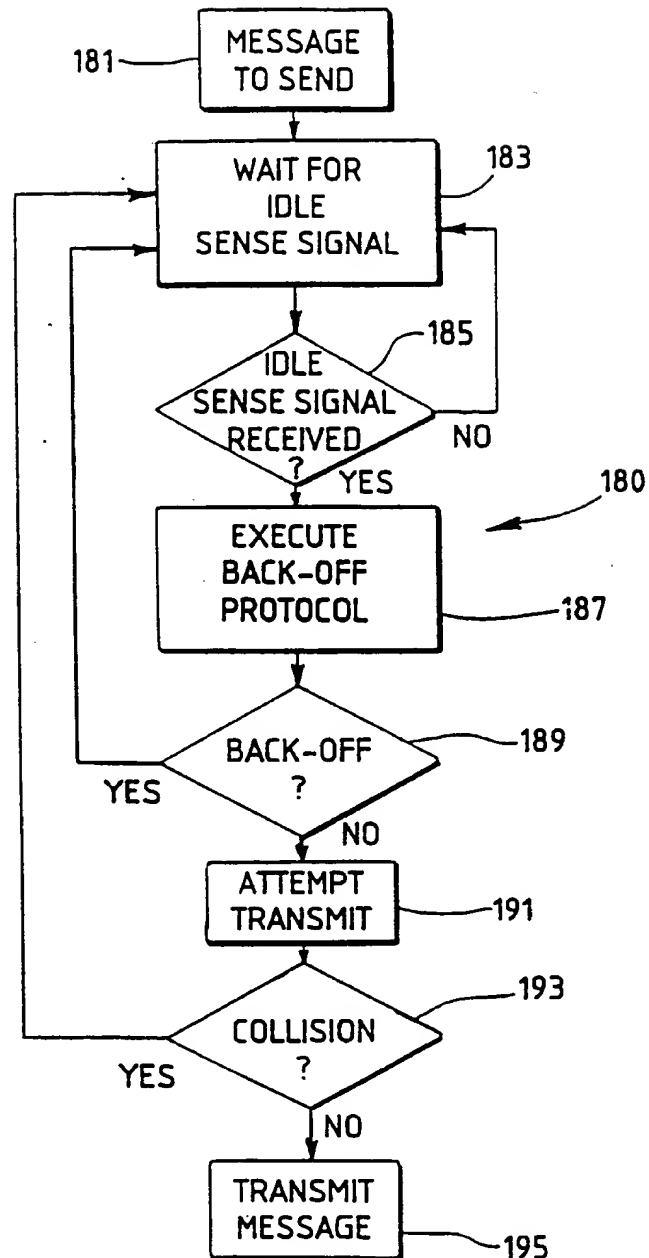 181
MESSAGE
TO SEND
183
WAIT FOR
IDLE
SENSE SIGNAL
185
IDLE
SENSE SIGNAL
RECEIVED
?
NO
YES
180
EXECUTE
BACK-OFF
PROTOCOL
187
189
BACK-OFF
?
YES
NO
ATTEMPT
TRANSMIT
191
193
COLLISION
?
YES
NO
TRANSMIT
MESSAGE
195